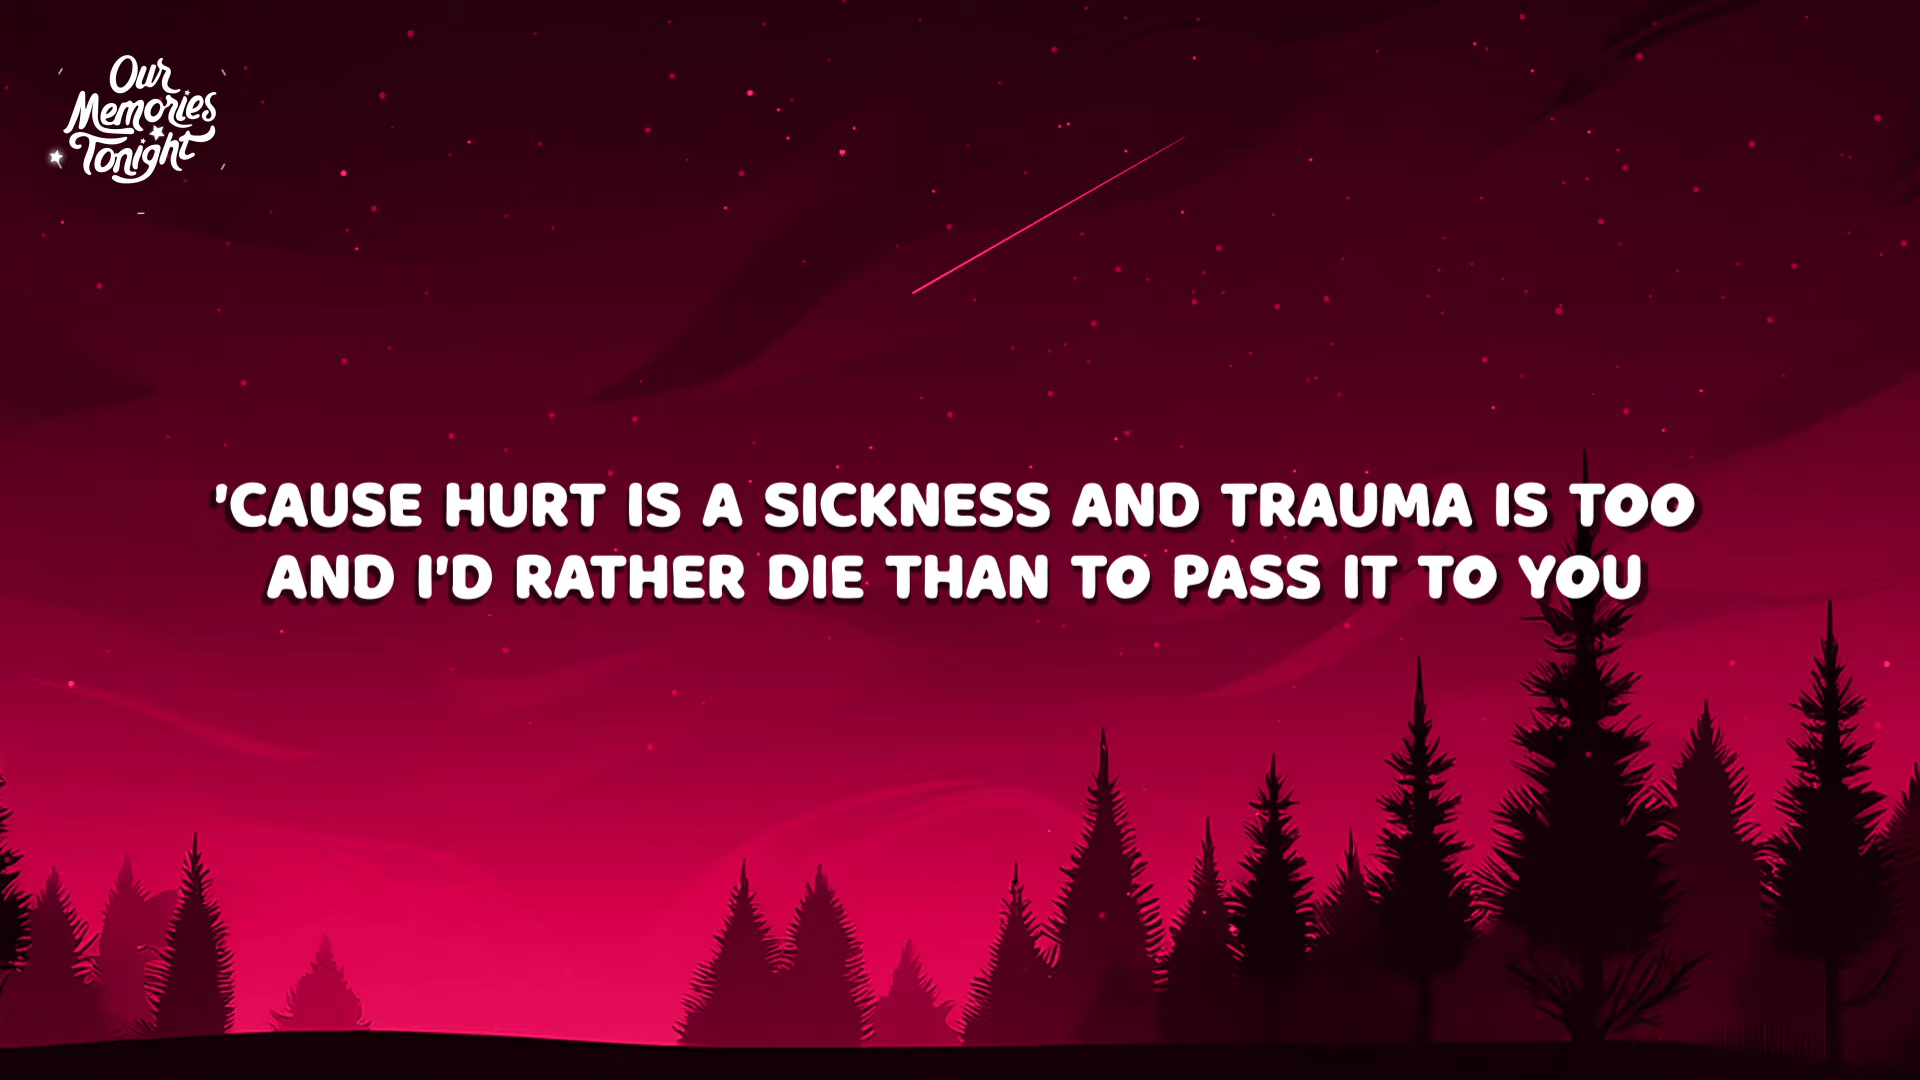 Our
Memories
Tonight
'CAUSE HURT IS A SICKNESS AND TRAUMA IS TOO
AND I'D RATHER DIE THAN TO PASS IT TO YOU